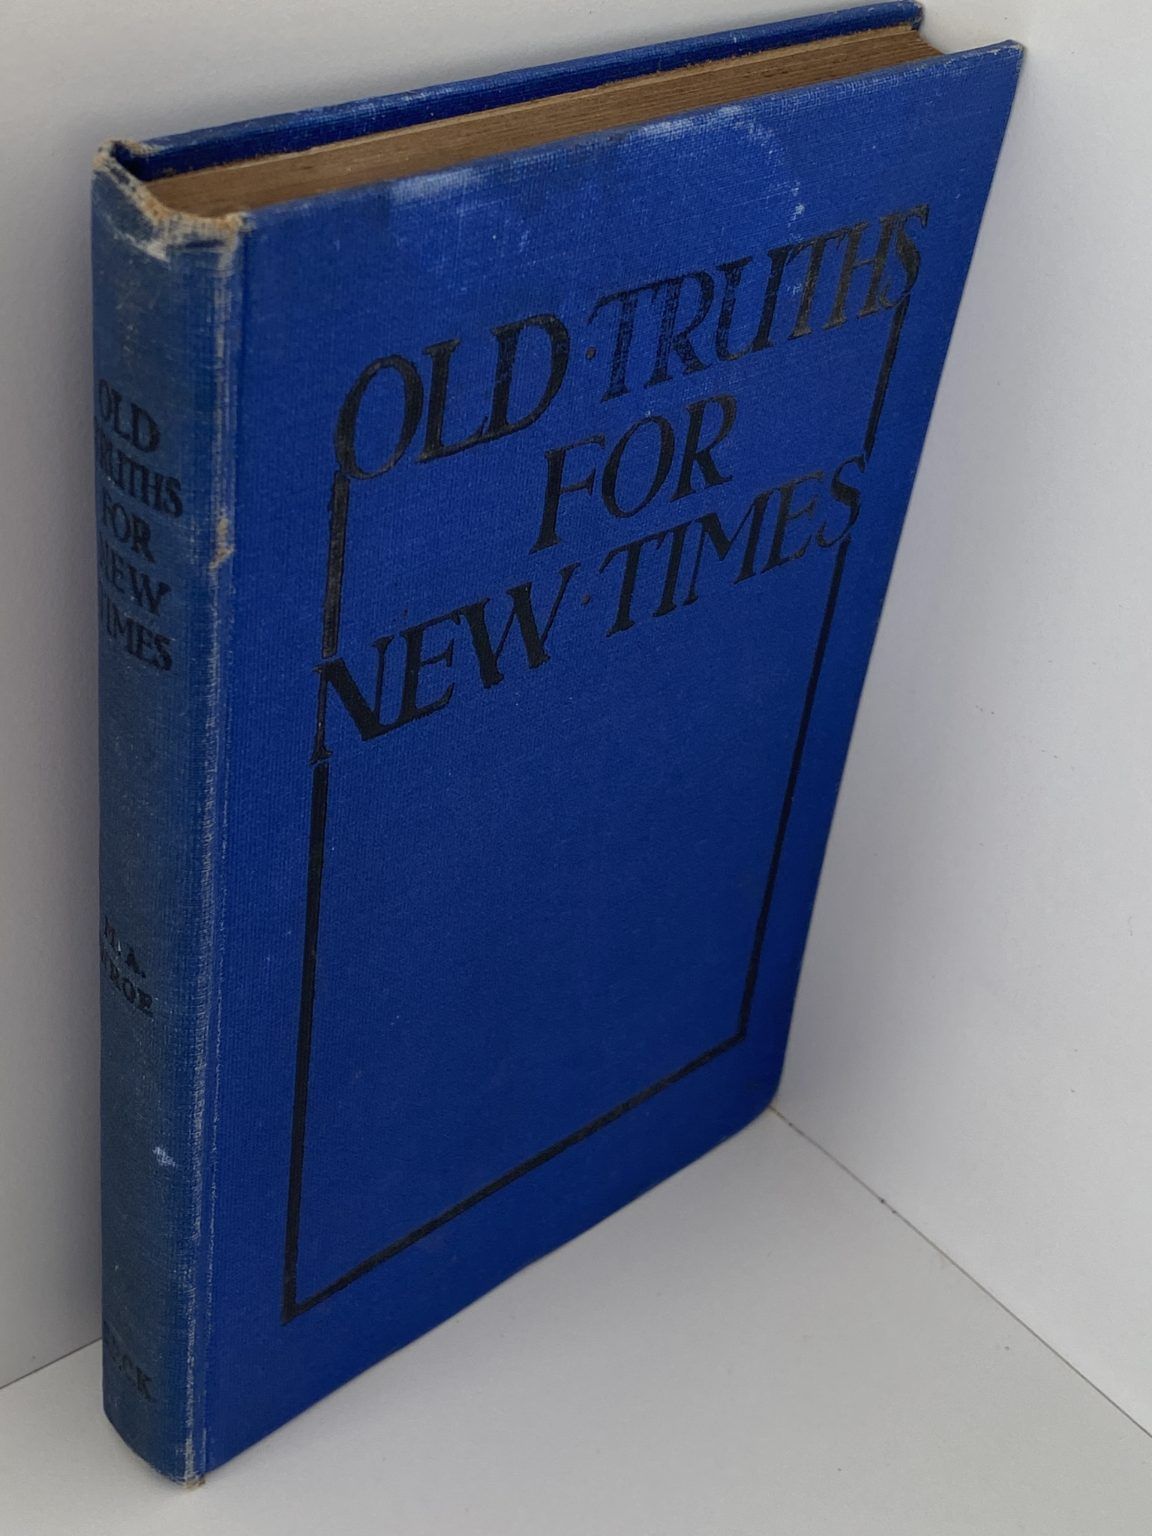 OLD
TRUTHS
FOR
NEW
TIMES
A.
OLD·TRUTHS
FOR
NEW·TIMES